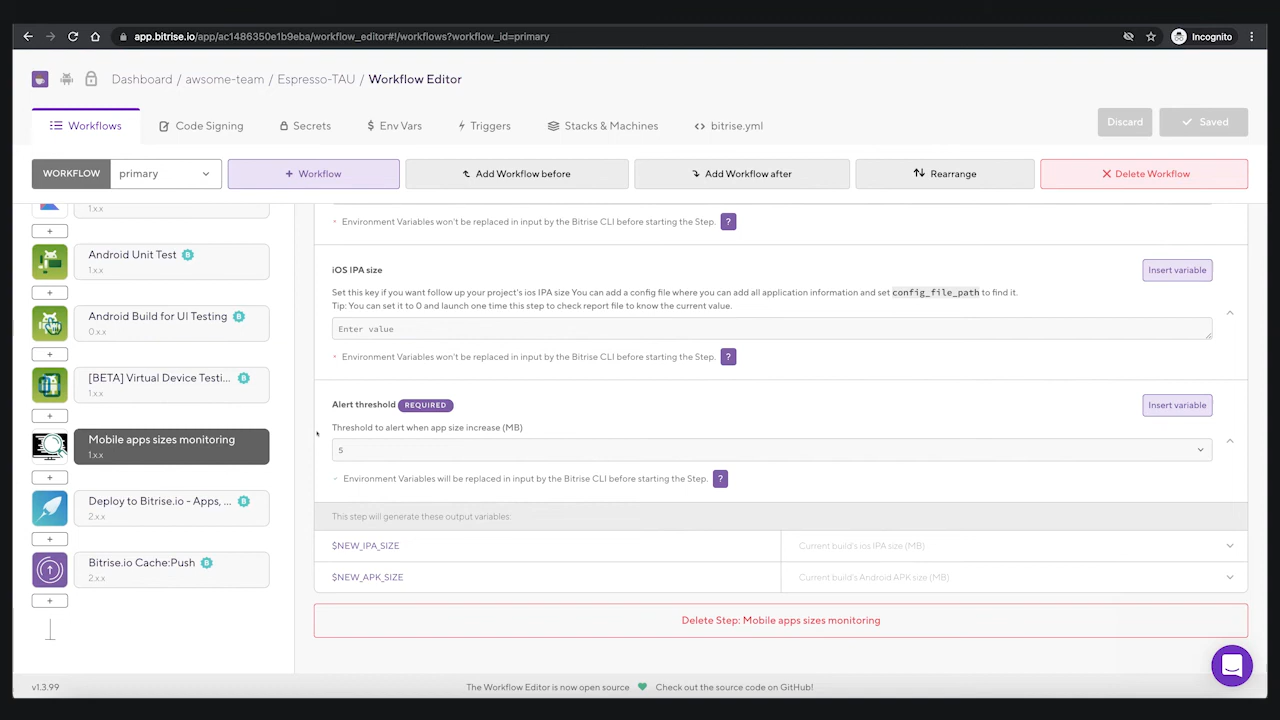 app.bitrise.io/app/ac1486350e1b9eba/workflow_editor#!/workflows?workflow_id=primary
Incognito
Dashboard / awsome-team / Espresso-TAU / Workflow Editor
Workflows
Code Signing
Secrets
$ Env Vars
Triggers
Stacks & Machines
<> bitrise.yml
Discard
Saved
WORKFLOW
primary
+ Workflow
Add Workflow before
Add Workflow after
Rearrange
Delete Workflow
1.x.x
+
Android Unit Test
1.x.x
+
Android Build for UI Testing
0.x.x
+
[BETA] Virtual Device Testi...
1.x.x
+
Mobile apps sizes monitoring
1.x.x
+
Deploy to Bitrise.io - Apps, ...
2.x.x
+
Bitrise.io Cache:Push
2.x.x
+
Environment Variables won't be replaced in input by the Bitrise CLI before starting the Step. ?
iOS IPA size
Insert variable
Set this key if you want follow up your project's ios IPA size You can add a config file where you can add all application information and set config_file_path to find it.
Tip: You can set it to 0 and launch one time this step to check report file to know the current value.
Enter value
Environment Variables won't be replaced in input by the Bitrise CLI before starting the Step. ?
Alert threshold REQUIRED
Insert variable
Threshold to alert when app size increase (MB)
5
Environment Variables will be replaced in input by the Bitrise CLI before starting the Step. ?
This step will generate these output variables:
$NEW_IPA_SIZE
Current build's ios IPA size (MB)
$NEW_APK_SIZE
Current build's Android APK size (MB)
Delete Step: Mobile apps sizes monitoring
v1.3.99
The Workflow Editor is now open source
Check out the source code on GitHub!